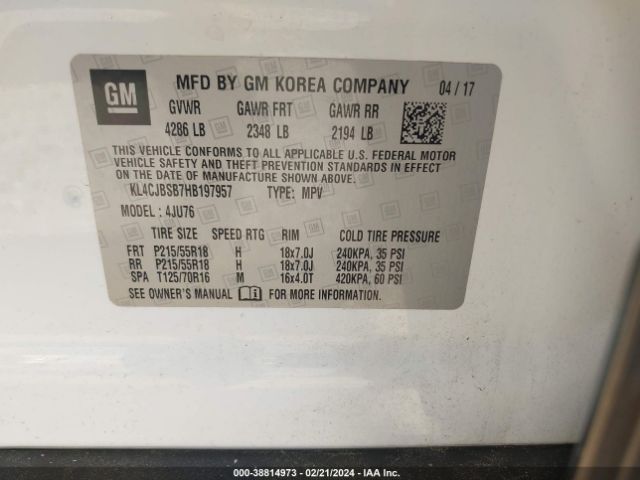 GM MFD BY GM KOREA COMPANY 04 / 17
GVWR GAWR FRT GAWR RR
4286 LB 2348 LB 2194 LB
THIS VEHICLE CONFORMS TO ALL APPLICABLE U.S. FEDERAL MOTOR
VEHICLE SAFETY AND THEFT PREVENTION STANDARDS IN EFFECT
ON THE DATE OF MANUFACTURE SHOWN ABOVE.
KL4CJBSB7HB197957 TYPE: MPV
MODEL : 4JU76
TIRE SIZE SPEED RTG RIM COLD TIRE PRESSURE
FRT P215/55R18 H 18x7.0J 240KPA, 35 PSI
RR P215/55R18 H 18x7.0J 240KPA, 35 PSI
SPA T125/70R16 M 16x4.0T 420KPA, 60 PSI
SEE OWNER'S MANUAL FOR MORE INFORMATION.
000-38814973 - 02/21/2024 - IAA Inc.